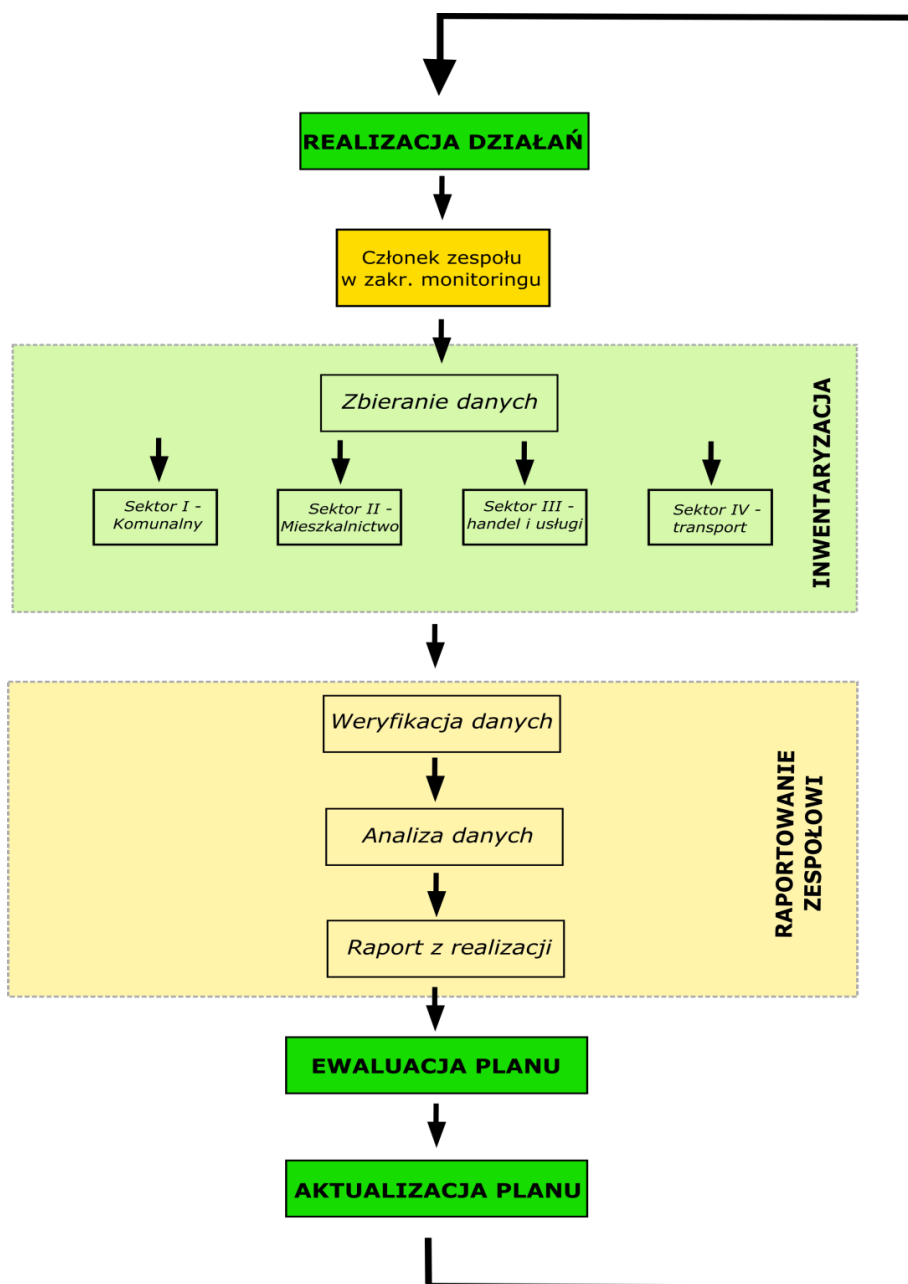 REALIZACJA DZIAŁAŃ
Członek zespołu
w zakr. monitoringu
Zbieranie danych
Sektor I -
Komunalny
Sektor II -
Mieszkalnictwo
Sektor III -
handel i usługi
Sektor IV -
transport
INWENTARYZACJA
Weryfikacja danych
Analiza danych
Raport z realizacji
RAPORTOWANIE
ZESPOŁOWI
EWALUACJA PLANU
AKTUALIZACJA PLANU